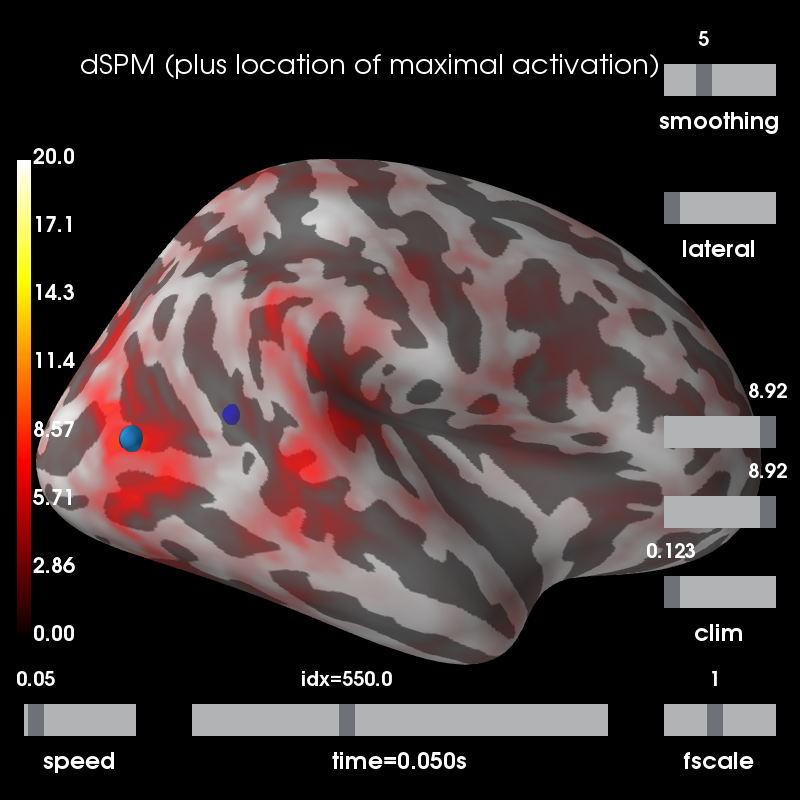 5
dSPM (plus location of maximal activation)
smoothing
20.0
17.1
lateral
14.3
11.4
8.92
8.57
8.92
5.71
0.123
2.86
0.00
clim
0.05
idx=550.0
1
speed
time=0.050s
fscale